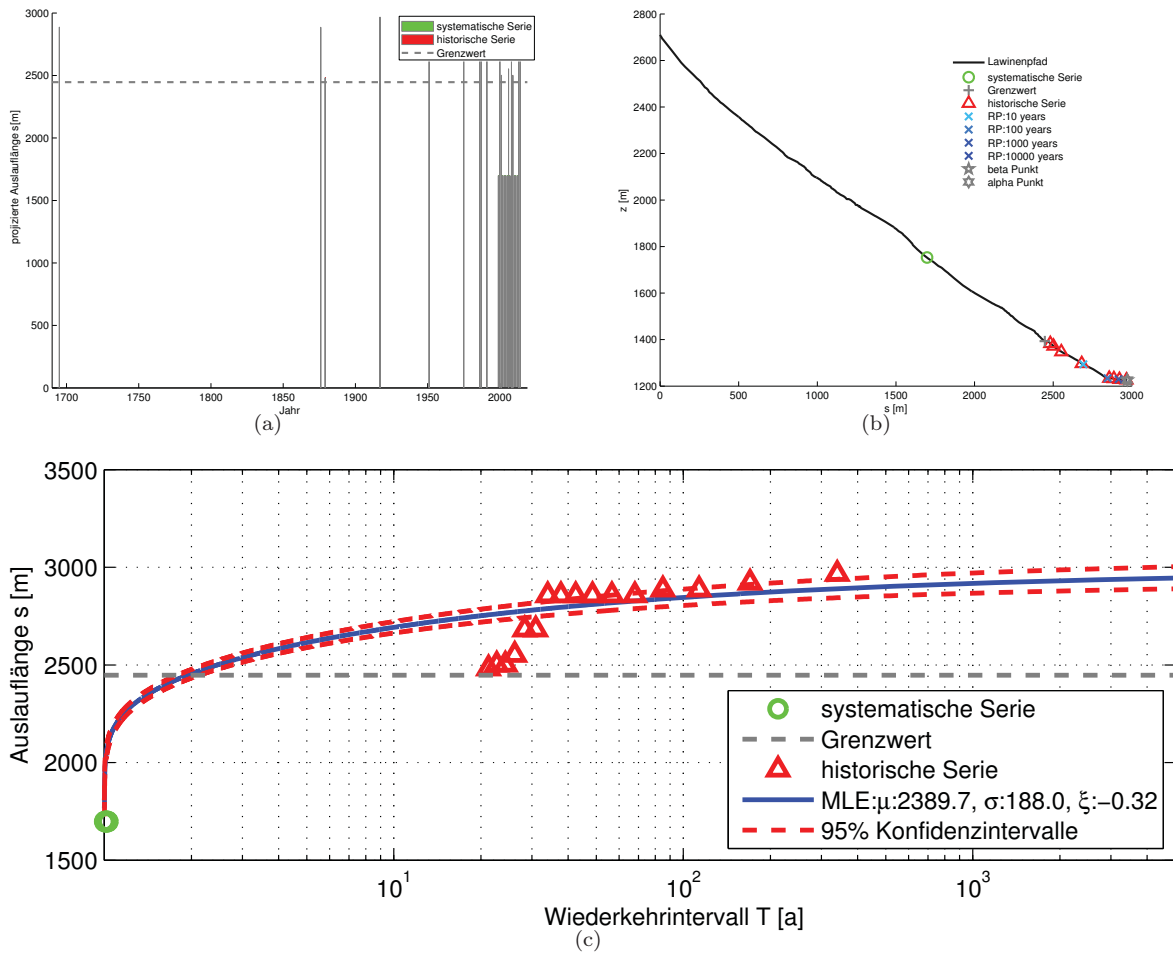 3000
2500
2000
1500
1000
500
0
projizierte Auslauflänge s[m]
systematische Serie
historische Serie
Grenzwert
1700 1750 1800 1850 1900 1950 2000
Jahr
(a)
2800
2600
2400
2200
2000
1800
1600
1400
1200
z [m]
Lawinenpfad
systematische Serie
Grenzwert
historische Serie
RP:10 years
RP:100 years
RP:1000 years
RP:10000 years
beta Punkt
alpha Punkt
0 500 1000 1500 2000 2500 3000
s [m]
(b)
3500
3000
2500
2000
1500
Auslauflänge s [m]
systematische Serie
Grenzwert
historische Serie
MLE:μ:2389.7, σ:188.0, ξ:−0.32
95% Konfidenzintervalle
10¹ 10² 10³
Wiederkehrintervall T [a]
(c)